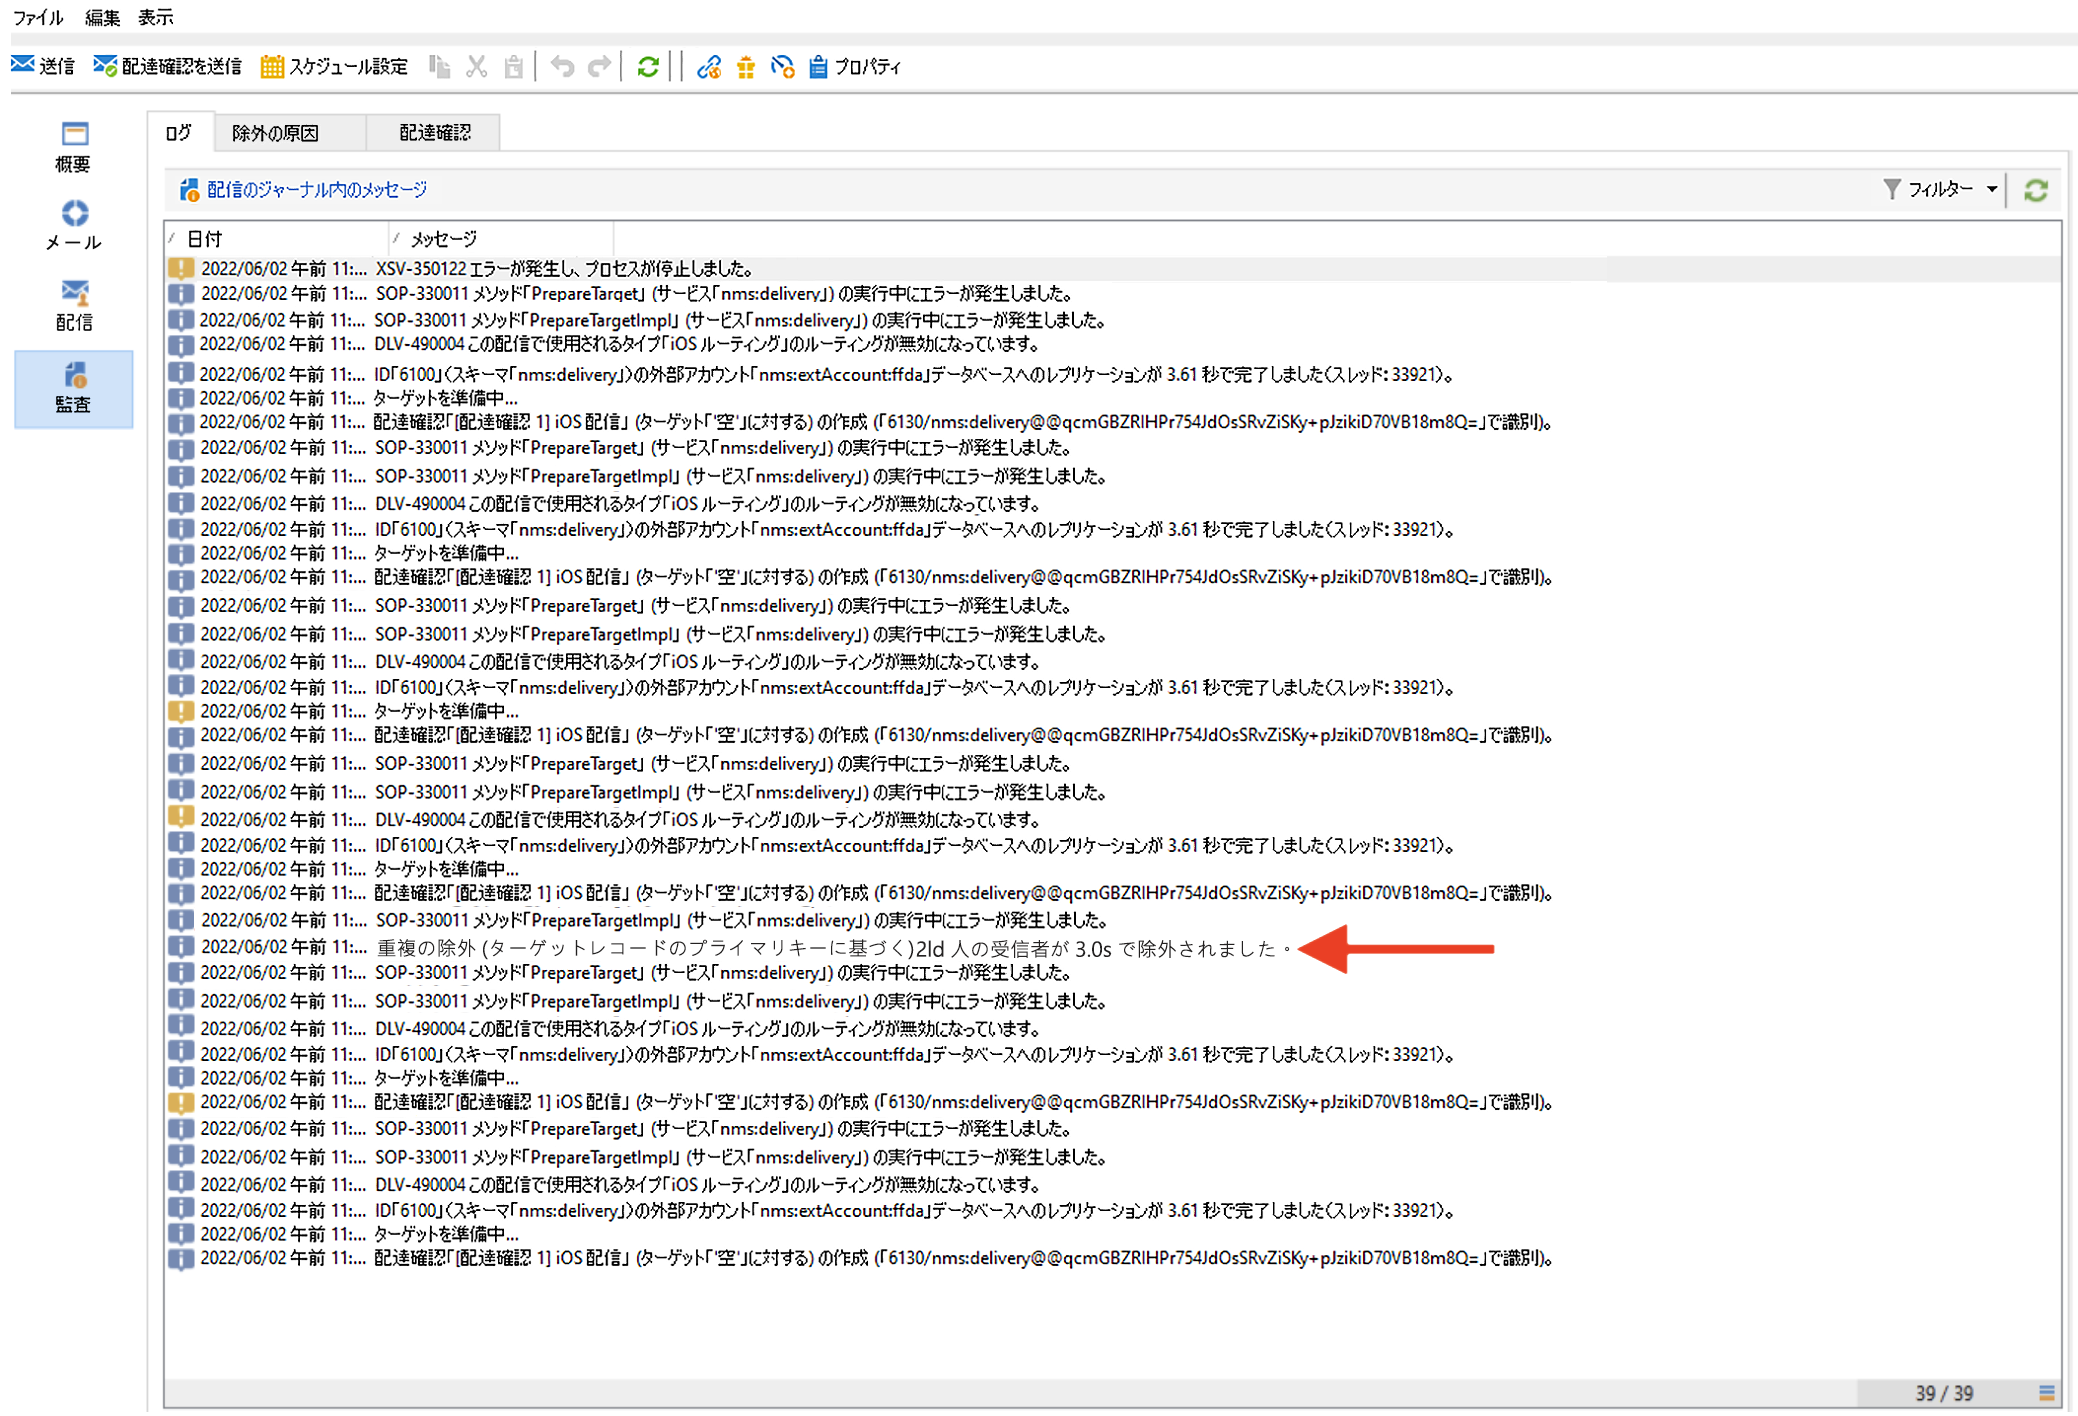 ファイル 編集 表示
送信 配達確認を送信 スケジュール設定 プロパティ
概要
メール
配信
監査
ログ 除外の原因 配達確認
配信のジャーナル内のメッセージ フィルター
日付 メッセージ
2022/06/02 午前 11:... XSV-350122 エラーが発生し、プロセスが停止しました。
2022/06/02 午前 11:... SOP-330011 メソッド「PrepareTarget」 (サービス「nms:delivery」) の実行中にエラーが発生しました。
2022/06/02 午前 11:... SOP-330011 メソッド「PrepareTargetImpl」 (サービス「nms:delivery」) の実行中にエラーが発生しました。
2022/06/02 午前 11:... DLV-490004 この配信で使用されるタイプ「iOS ルーティング」のルーティングが無効になっています。
2022/06/02 午前 11:... ID「6100」(スキーマ「nms:delivery」)の外部アカウント「nms:extAccount:ffda」データベースへのレプリケーションが 3.61 秒で完了しました(スレッド: 33921)。
2022/06/02 午前 11:... ターゲットを準備中...
2022/06/02 午前 11:... 配達確認「[配達確認 1] iOS 配信」 (ターゲット「'空'」に対する) の作成 (「6130/nms:delivery@@qcmGBZRIHPr754JdOsSRvZiSKy+pJzikiD70VB18m8Q=」で識別)。
2022/06/02 午前 11:... SOP-330011 メソッド「PrepareTarget」 (サービス「nms:delivery」) の実行中にエラーが発生しました。
2022/06/02 午前 11:... SOP-330011 メソッド「PrepareTargetImpl」 (サービス「nms:delivery」) の実行中にエラーが発生しました。
2022/06/02 午前 11:... DLV-490004 この配信で使用されるタイプ「iOS ルーティング」のルーティングが無効になっています。
2022/06/02 午前 11:... ID「6100」(スキーマ「nms:delivery」)の外部アカウント「nms:extAccount:ffda」データベースへのレプリケーションが 3.61 秒で完了しました(スレッド: 33921)。
2022/06/02 午前 11:... ターゲットを準備中...
2022/06/02 午前 11:... 配達確認「[配達確認 1] iOS 配信」 (ターゲット「'空'」に対する) の作成 (「6130/nms:delivery@@qcmGBZRIHPr754JdOsSRvZiSKy+pJzikiD70VB18m8Q=」で識別)。
2022/06/02 午前 11:... SOP-330011 メソッド「PrepareTarget」 (サービス「nms:delivery」) の実行中にエラーが発生しました。
2022/06/02 午前 11:... SOP-330011 メソッド「PrepareTargetImpl」 (サービス「nms:delivery」) の実行中にエラーが発生しました。
2022/06/02 午前 11:... DLV-490004 この配信で使用されるタイプ「iOS ルーティング」のルーティングが無効になっています。
2022/06/02 午前 11:... ID「6100」(スキーマ「nms:delivery」)の外部アカウント「nms:extAccount:ffda」データベースへのレプリケーションが 3.61 秒で完了しました(スレッド: 33921)。
2022/06/02 午前 11:... ターゲットを準備中...
2022/06/02 午前 11:... 配達確認「[配達確認 1] iOS 配信」 (ターゲット「'空'」に対する) の作成 (「6130/nms:delivery@@qcmGBZRIHPr754JdOsSRvZiSKy+pJzikiD70VB18m8Q=」で識別)。
2022/06/02 午前 11:... SOP-330011 メソッド「PrepareTarget」 (サービス「nms:delivery」) の実行中にエラーが発生しました。
2022/06/02 午前 11:... SOP-330011 メソッド「PrepareTargetImpl」 (サービス「nms:delivery」) の実行中にエラーが発生しました。
2022/06/02 午前 11:... DLV-490004 この配信で使用されるタイプ「iOS ルーティング」のルーティングが無効になっています。
2022/06/02 午前 11:... ID「6100」(スキーマ「nms:delivery」)の外部アカウント「nms:extAccount:ffda」データベースへのレプリケーションが 3.61 秒で完了しました(スレッド: 33921)。
2022/06/02 午前 11:... ターゲットを準備中...
2022/06/02 午前 11:... 配達確認「[配達確認 1] iOS 配信」 (ターゲット「'空'」に対する) の作成 (「6130/nms:delivery@@qcmGBZRIHPr754JdOsSRvZiSKy+pJzikiD70VB18m8Q=」で識別)。
2022/06/02 午前 11:... SOP-330011 メソッド「PrepareTargetImpl」 (サービス「nms:delivery」) の実行中にエラーが発生しました。
2022/06/02 午前 11:... 重複の除外 (ターゲットレコードのプライマリキーに基づく)2ld 人の受信者が 3.0s で除外されました。
2022/06/02 午前 11:... SOP-330011 メソッド「PrepareTarget」 (サービス「nms:delivery」) の実行中にエラーが発生しました。
2022/06/02 午前 11:... SOP-330011 メソッド「PrepareTargetImpl」 (サービス「nms:delivery」) の実行中にエラーが発生しました。
2022/06/02 午前 11:... DLV-490004 この配信で使用されるタイプ「iOS ルーティング」のルーティングが無効になっています。
2022/06/02 午前 11:... ID「6100」(スキーマ「nms:delivery」)の外部アカウント「nms:extAccount:ffda」データベースへのレプリケーションが 3.61 秒で完了しました(スレッド: 33921)。
2022/06/02 午前 11:... ターゲットを準備中...
2022/06/02 午前 11:... 配達確認「[配達確認 1] iOS 配信」 (ターゲット「'空'」に対する) の作成 (「6130/nms:delivery@@qcmGBZRIHPr754JdOsSRvZiSKy+pJzikiD70VB18m8Q=」で識別)。
2022/06/02 午前 11:... SOP-330011 メソッド「PrepareTarget」 (サービス「nms:delivery」) の実行中にエラーが発生しました。
2022/06/02 午前 11:... SOP-330011 メソッド「PrepareTargetImpl」 (サービス「nms:delivery」) の実行中にエラーが発生しました。
2022/06/02 午前 11:... DLV-490004 この配信で使用されるタイプ「iOS ルーティング」のルーティングが無効になっています。
2022/06/02 午前 11:... ID「6100」(スキーマ「nms:delivery」)の外部アカウント「nms:extAccount:ffda」データベースへのレプリケーションが 3.61 秒で完了しました(スレッド: 33921)。
2022/06/02 午前 11:... ターゲットを準備中...
2022/06/02 午前 11:... 配達確認「[配達確認 1] iOS 配信」 (ターゲット「'空'」に対する) の作成 (「6130/nms:delivery@@qcmGBZRIHPr754JdOsSRvZiSKy+pJzikiD70VB18m8Q=」で識別)。
39 / 39